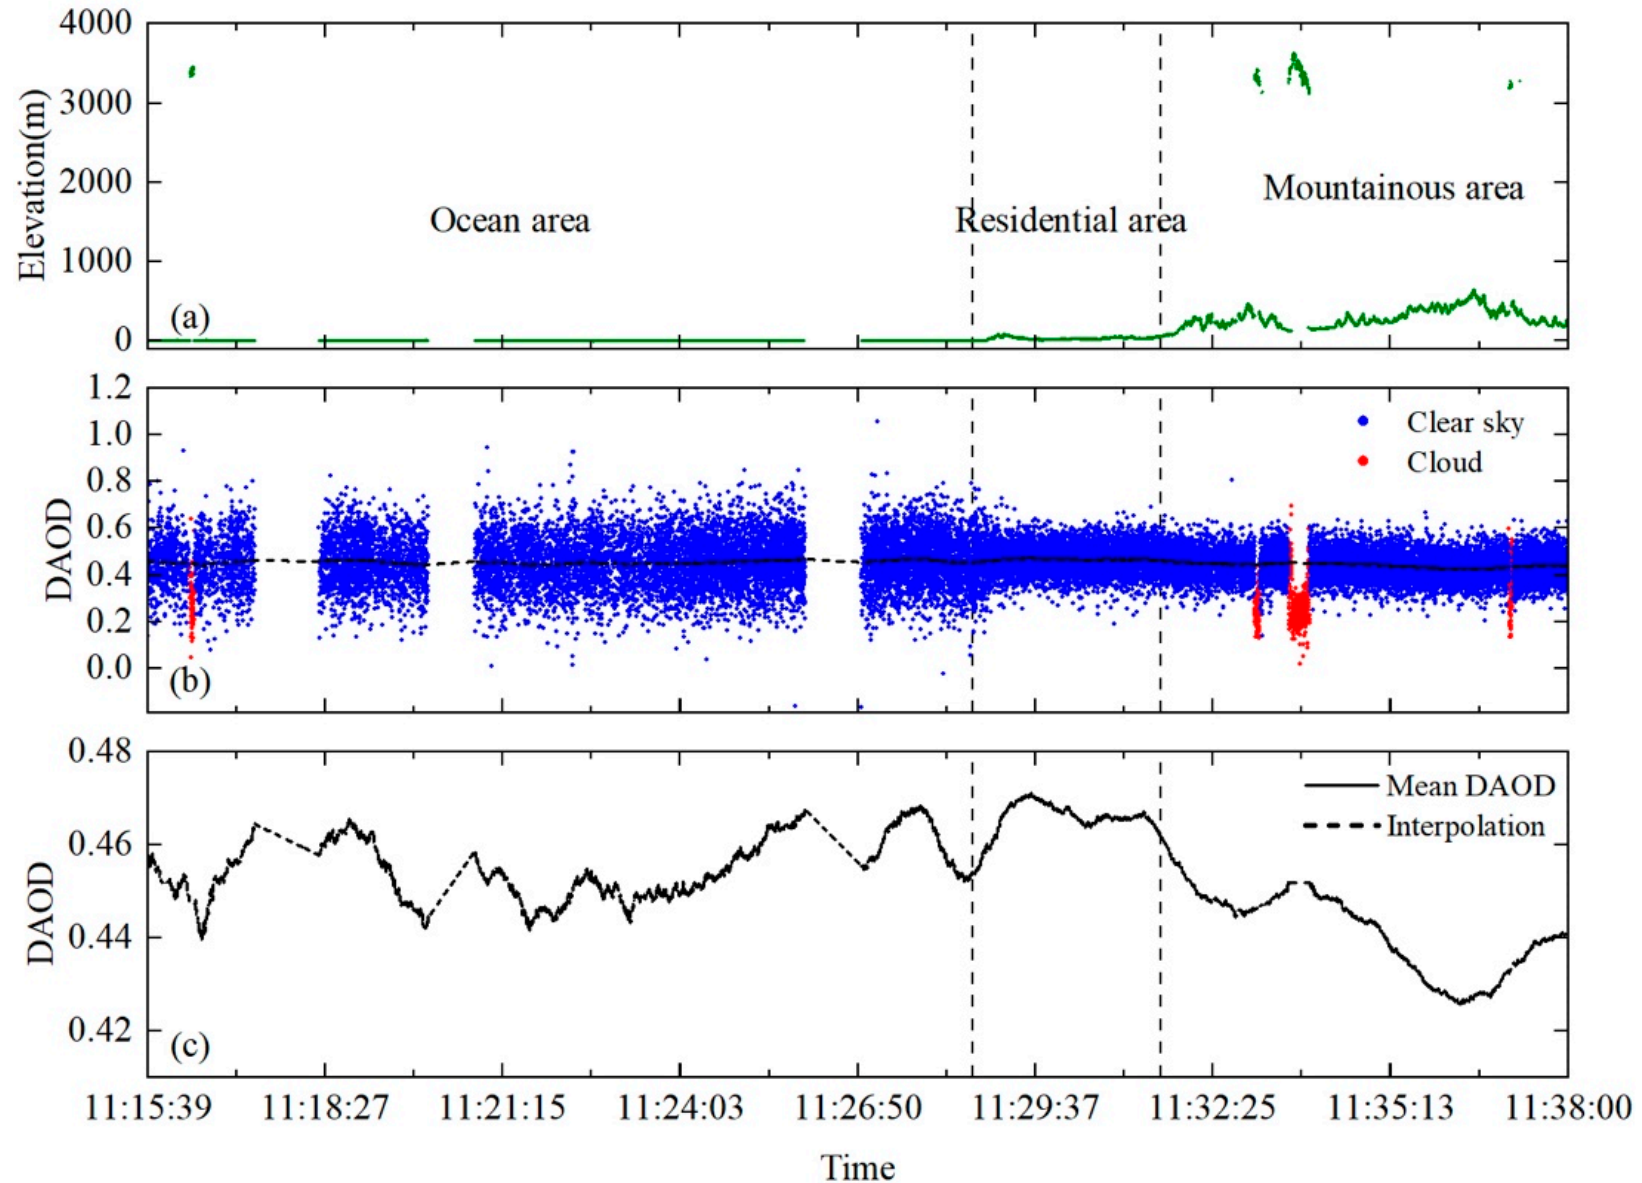 4000
3000
2000
1000
0
Elevation(m)
Ocean area
Residential area
Mountainous area
(a)
1.2
1.0
0.8
0.6
0.4
0.2
0.0
DAOD
Clear sky
Cloud
(b)
0.48
0.46
0.44
0.42
DAOD
Mean DAOD
Interpolation
(c)
11:15:39 11:18:27 11:21:15 11:24:03 11:26:50 11:29:37 11:32:25 11:35:13 11:38:00
Time